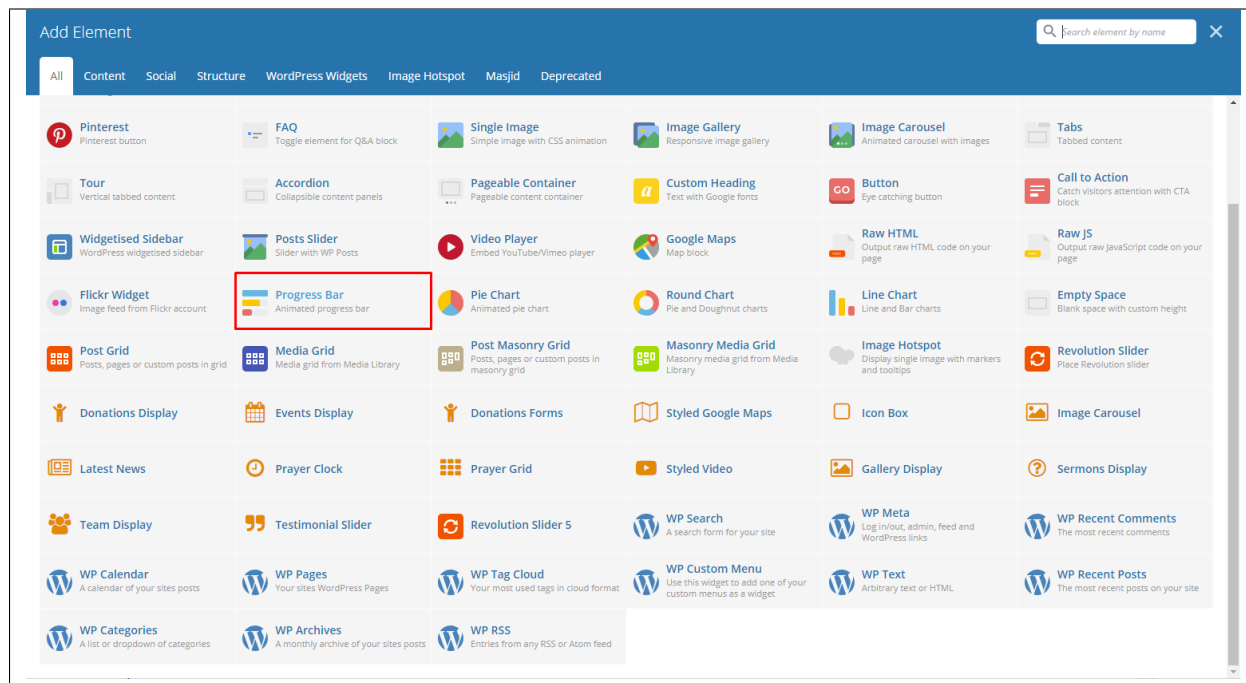 Add Element
Search element by name
All Content Social Structure WordPress Widgets Image Hotspot Masjid Deprecated
Pinterest
Pinterest button
FAQ
Toggle element for Q&A block
Single Image
Simple image with CSS animation
Image Gallery
Responsive image gallery
Image Carousel
Animated carousel with images
Tabs
Tabbed content
Tour
Vertical tabbed content
Accordion
Collapsible content panels
Pageable Container
Pageable content container
Custom Heading
Text with Google fonts
GO
Button
Eye catching button
Call to Action
Catch visitors attention with CTA
block
Widgetised Sidebar
WordPress widgetised sidebar
Posts Slider
Slider with WP Posts
Video Player
Embed YouTube/Vimeo player
Google Maps
Map block
Raw HTML
Output raw HTML code on your
page
Raw JS
Output raw JavaScript code on your
page
Flickr Widget
Image feed from Flickr account
Progress Bar
Animated progress bar
Pie Chart
Animated pie chart
Round Chart
Pie and Doughnut charts
Line Chart
Line and Bar charts
Empty Space
Blank space with custom height
Post Grid
Posts, pages or custom posts in grid
Media Grid
Media grid from Media Library
Post Masonry Grid
Posts, pages or custom posts in
masonry grid
Masonry Media Grid
Masonry media grid from Media
Library
Image Hotspot
Display single image with markers
and tooltips
Revolution Slider
Place Revolution slider
Donations Display
Events Display
Donations Forms
Styled Google Maps
Icon Box
Image Carousel
Latest News
Prayer Clock
Prayer Grid
Styled Video
Gallery Display
Sermons Display
Team Display
Testimonial Slider
Revolution Slider 5
WP Search
A search form for your site
WP Meta
Log in/out, admin, feed and
WordPress links
WP Recent Comments
The most recent comments
WP Calendar
A calendar of your sites posts
WP Pages
Your sites WordPress Pages
WP Tag Cloud
Your most used tags in cloud format
WP Custom Menu
Use this widget to add one of your
custom menus as a widget
WP Text
Arbitrary text or HTML
WP Recent Posts
The most recent posts on your site
WP Categories
A list or dropdown of categories
WP Archives
A monthly archive of your sites posts
WP RSS
Entries from any RSS or Atom feed